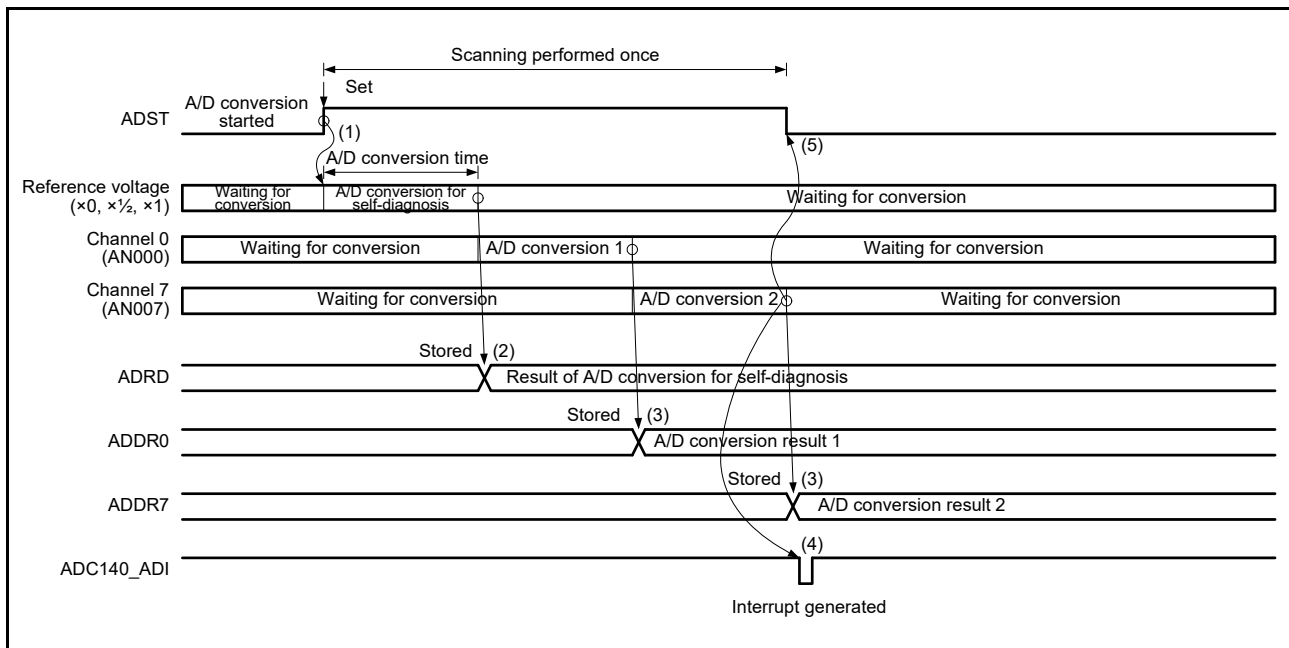 Scanning performed once
Set
A/D conversion
started
ADST
(1)
(5)
A/D conversion time
Reference voltage
(×0, ×½, ×1)
Waiting for
conversion
A/D conversion for
self-diagnosis
Waiting for conversion
Channel 0
(AN000)
Waiting for conversion
A/D conversion 1
Waiting for conversion
Channel 7
(AN007)
Waiting for conversion
A/D conversion 2
Waiting for conversion
Stored
(2)
ADRD
Result of A/D conversion for self-diagnosis
Stored
(3)
ADDR0
A/D conversion result 1
Stored
(3)
ADDR7
A/D conversion result 2
(4)
ADC140_ADI
Interrupt generated